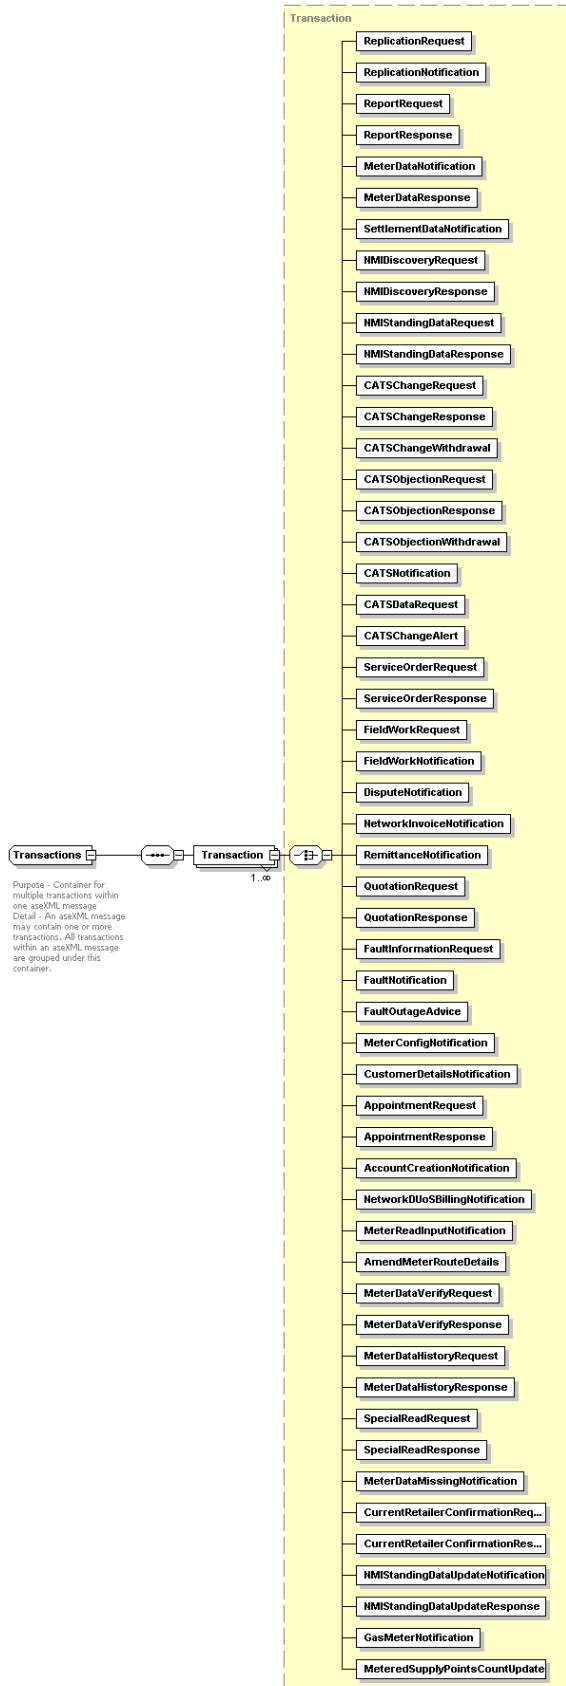 Transaction
ReplicationRequest
ReplicationNotification
ReportRequest
ReportResponse
MeterDataNotification
MeterDataResponse
SettlementDataNotification
NMIDiscoveryRequest
NMIDiscoveryResponse
NMIStandingDataRequest
NMIStandingDataResponse
CATSChangeRequest
CATSChangeResponse
CATSChangeWithdrawal
CATSObjectionRequest
CATSObjectionResponse
CATSObjectionWithdrawal
CATSNotification
CATSDataRequest
CATSChangeAlert
ServiceOrderRequest
ServiceOrderResponse
FieldWorkRequest
FieldWorkNotification
DisputeNotification
NetworkInvoiceNotification
Transactions
Transaction
RemittanceNotification
1..∞
Purpose - Container for
multiple transactions within
one aseXML message
Detail - An aseXML message
may contain one or more
transactions. All transactions
within an aseXML message
are grouped under this
container.
QuotationRequest
QuotationResponse
FaultInformationRequest
FaultNotification
FaultOutageAdvice
MeterConfigNotification
CustomerDetailsNotification
AppointmentRequest
AppointmentResponse
AccountCreationNotification
NetworkDUoSBillingNotification
MeterReadInputNotification
AmendMeterRouteDetails
MeterDataVerifyRequest
MeterDataVerifyResponse
MeterDataHistoryRequest
MeterDataHistoryResponse
SpecialReadRequest
SpecialReadResponse
MeterDataMissingNotification
CurrentRetailerConfirmationReq...
CurrentRetailerConfirmationRes...
NMIStandingDataUpdateNotification
NMIStandingDataUpdateResponse
GasMeterNotification
MeteredSupplyPointsCountUpdate